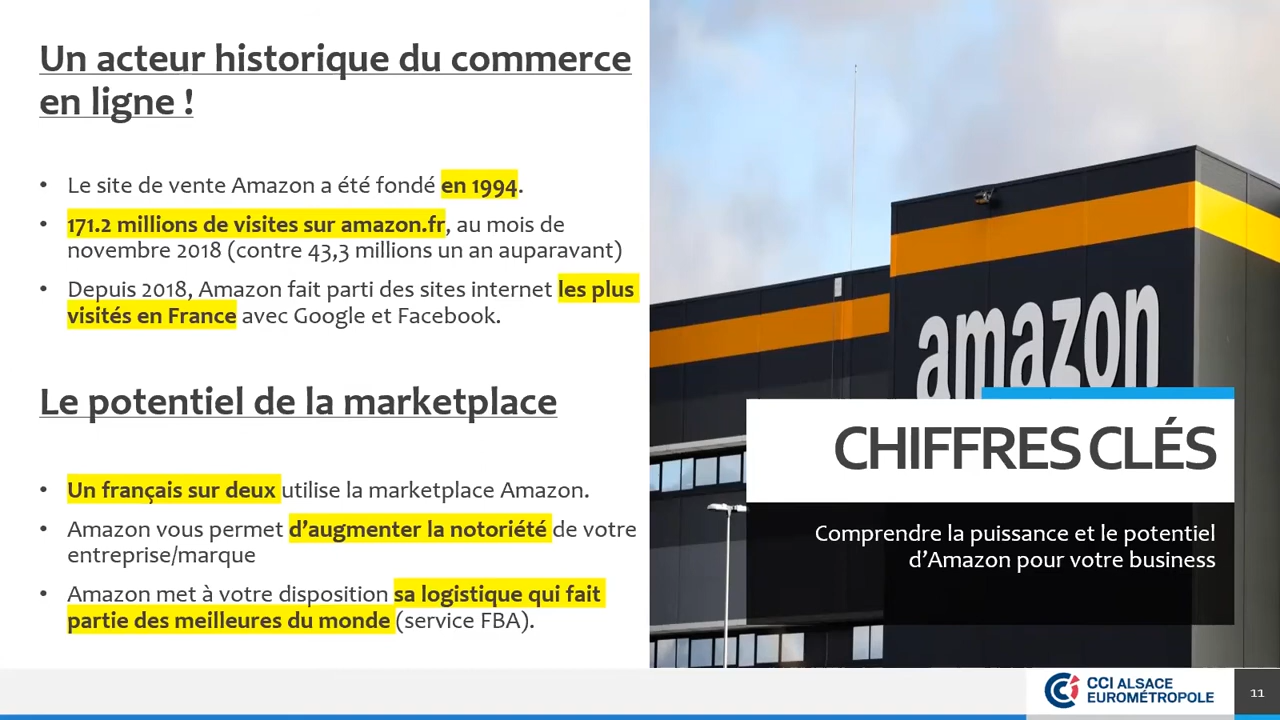 Un acteur historique du commerce
en ligne !
• Le site de vente Amazon a été fondé en 1994.
• 171.2 millions de visites sur amazon.fr, au mois de
novembre 2018 (contre 43,3 millions un an auparavant)
• Depuis 2018, Amazon fait parti des sites internet les plus
visités en France avec Google et Facebook.
Le potentiel de la marketplace
• Un français sur deux utilise la marketplace Amazon.
• Amazon vous permet d’augmenter la notoriété de votre
entreprise/marque
• Amazon met à votre disposition sa logistique qui fait
partie des meilleures du monde (service FBA).
amazon
CHIFFRES CLÉS
Comprendre la puissance et le potentiel
d’Amazon pour votre business
CCI ALSACE
EUROMÉTROPOLE
11